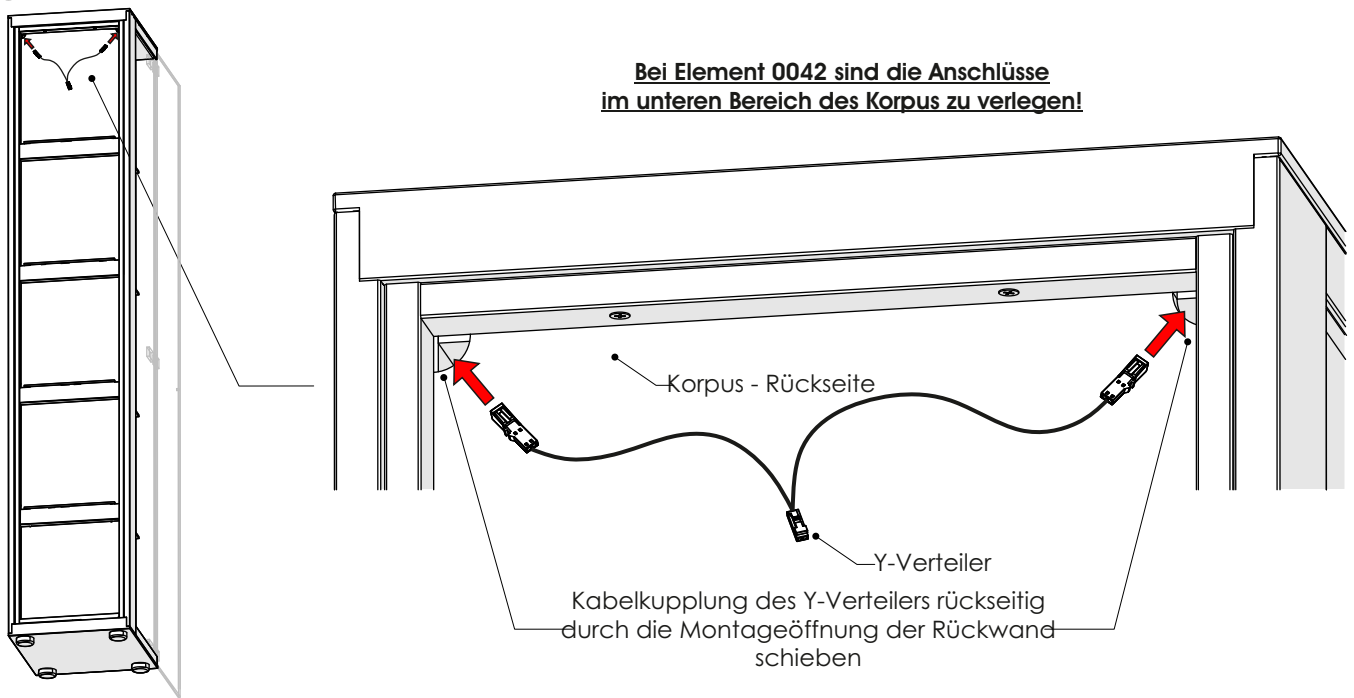 Bei Element 0042 sind die Anschlüsse
im unteren Bereich des Korpus zu verlegen!
Korpus - Rückseite
Y-Verteiler
Kabelkupplung des Y-Verteilers rückseitig
durch die Montageöffnung der Rückwand
schieben